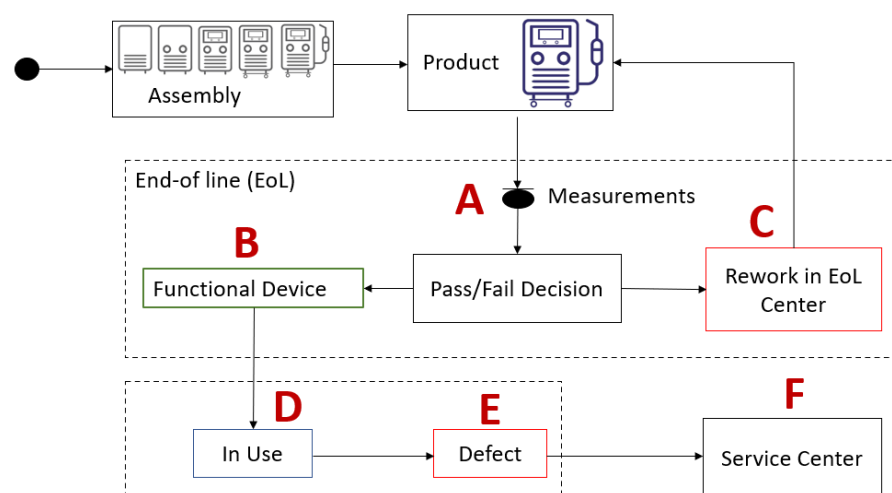 Assembly
Product
End-of line (EoL)
A
Measurements
B
C
Functional Device
Pass/Fail Decision
Rework in EoL
Center
D
E
F
In Use
Defect
Service Center